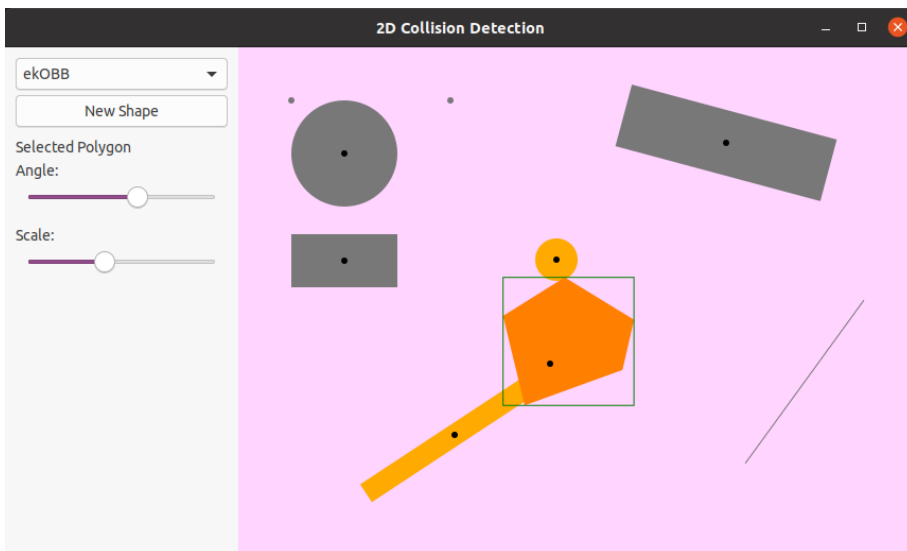 2D Collision Detection
ekOBB
New Shape
Selected Polygon
Angle:
Scale: